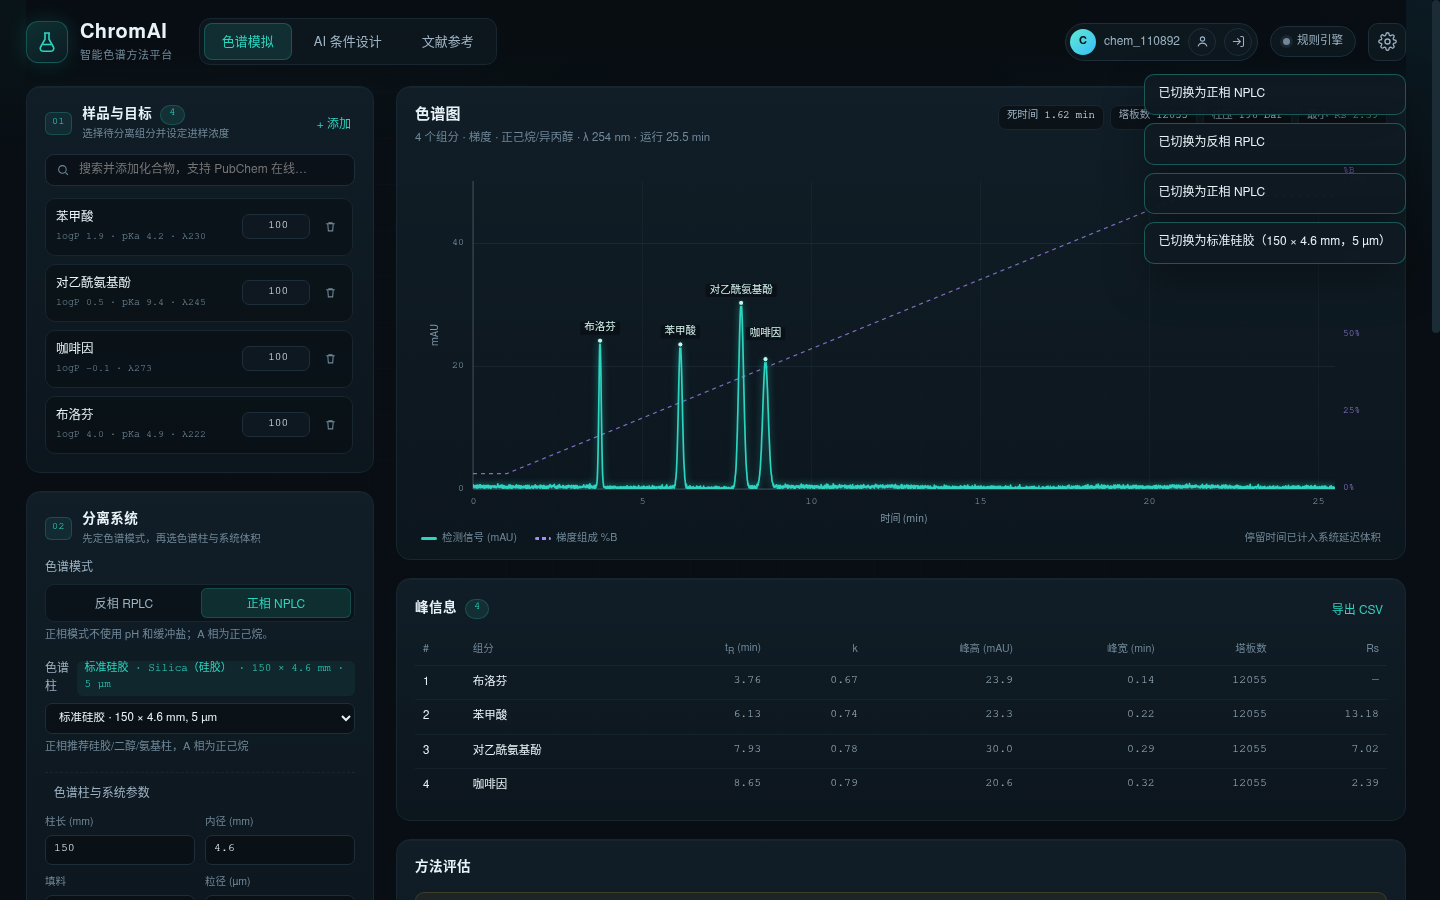 ChromAI
智能色谱方法平台
色谱模拟
AI 条件设计
文献参考
C
chem_110892
规则引擎
已切换为正相 NPLC
已切换为反相 RPLC
已切换为正相 NPLC
已切换为标准硅胶（150 × 4.6 mm，5 µm）
01
样品与目标
4
选择待分离组分并设定进样浓度
+ 添加
搜索并添加化合物，支持 PubChem 在线…
苯甲酸
logP 1.9 · pKa 4.2 · λ230
100
对乙酰氨基酚
logP 0.5 · pKa 9.4 · λ245
100
咖啡因
logP -0.1 · λ273
100
布洛芬
logP 4.0 · pKa 4.9 · λ222
100
02
分离系统
先定色谱模式，再选色谱柱与系统体积
色谱模式
反相 RPLC
正相 NPLC
正相模式不使用 pH 和缓冲盐；A 相为正己烷。
色谱柱
标准硅胶 · Silica（硅胶） · 150 × 4.6 mm ·
5 µm
标准硅胶 · 150 × 4.6 mm, 5 µm
正相推荐硅胶/二醇/氨基柱，A 相为正己烷
色谱柱与系统参数
柱长 (mm)
内径 (mm)
150
4.6
填料
粒径 (µm)
色谱图
4 个组分 · 梯度 · 正己烷/异丙醇 · λ 254 nm · 运行 25.5 min
死时间 1.62 min
塔板数 12055
%B
40
20
0
mAU
布洛芬
苯甲酸
对乙酰氨基酚
咖啡因
50%
25%
0%
0
5
10
15
20
25
时间 (min)
检测信号 (mAU)
梯度组成 %B
停留时间已计入系统延迟体积
峰信息
4
导出 CSV
# 组分 tR (min) k 峰高 (mAU) 峰宽 (min) 塔板数 Rs
1 布洛芬 3.76 0.67 23.9 0.14 12055 —
2 苯甲酸 6.13 0.74 23.3 0.22 12055 13.18
3 对乙酰氨基酚 7.93 0.78 30.0 0.29 12055 7.02
4 咖啡因 8.65 0.79 20.6 0.32 12055 2.39
方法评估